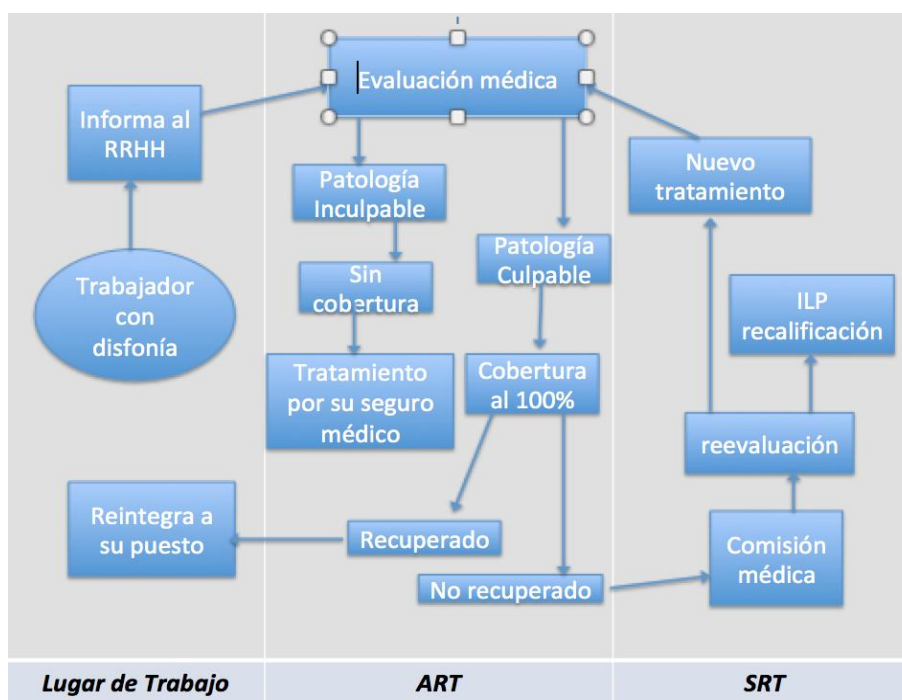 Evaluación médica
Informa al
RRHH
Nuevo
tratamiento
Patología
Inculpable
Patología
Culpable
Trabajador
con
disfonía
Sin
cobertura
ILP
recalificación
Tratamiento
por su seguro
médico
Cobertura
al 100%
reevaluación
Reintegra a
su puesto
Recuperado
Comisión
médica
No recuperado
Lugar de Trabajo
ART
SRT